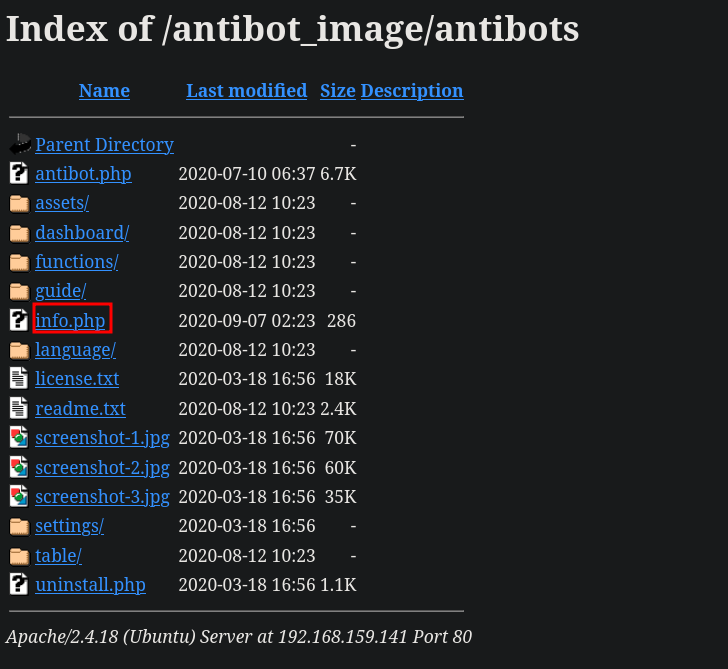 Index of /antibot_image/antibots
Name Last modified Size Description
Parent Directory -
antibot.php 2020-07-10 06:37 6.7K
assets/ 2020-08-12 10:23 -
dashboard/ 2020-08-12 10:23 -
functions/ 2020-08-12 10:23 -
guide/ 2020-08-12 10:23 -
info.php 2020-09-07 02:23 286
language/ 2020-08-12 10:23 -
license.txt 2020-03-18 16:56 18K
readme.txt 2020-08-12 10:23 2.4K
screenshot-1.jpg 2020-03-18 16:56 70K
screenshot-2.jpg 2020-03-18 16:56 60K
screenshot-3.jpg 2020-03-18 16:56 35K
settings/ 2020-03-18 16:56 -
table/ 2020-08-12 10:23 -
uninstall.php 2020-03-18 16:56 1.1K
Apache/2.4.18 (Ubuntu) Server at 192.168.159.141 Port 80